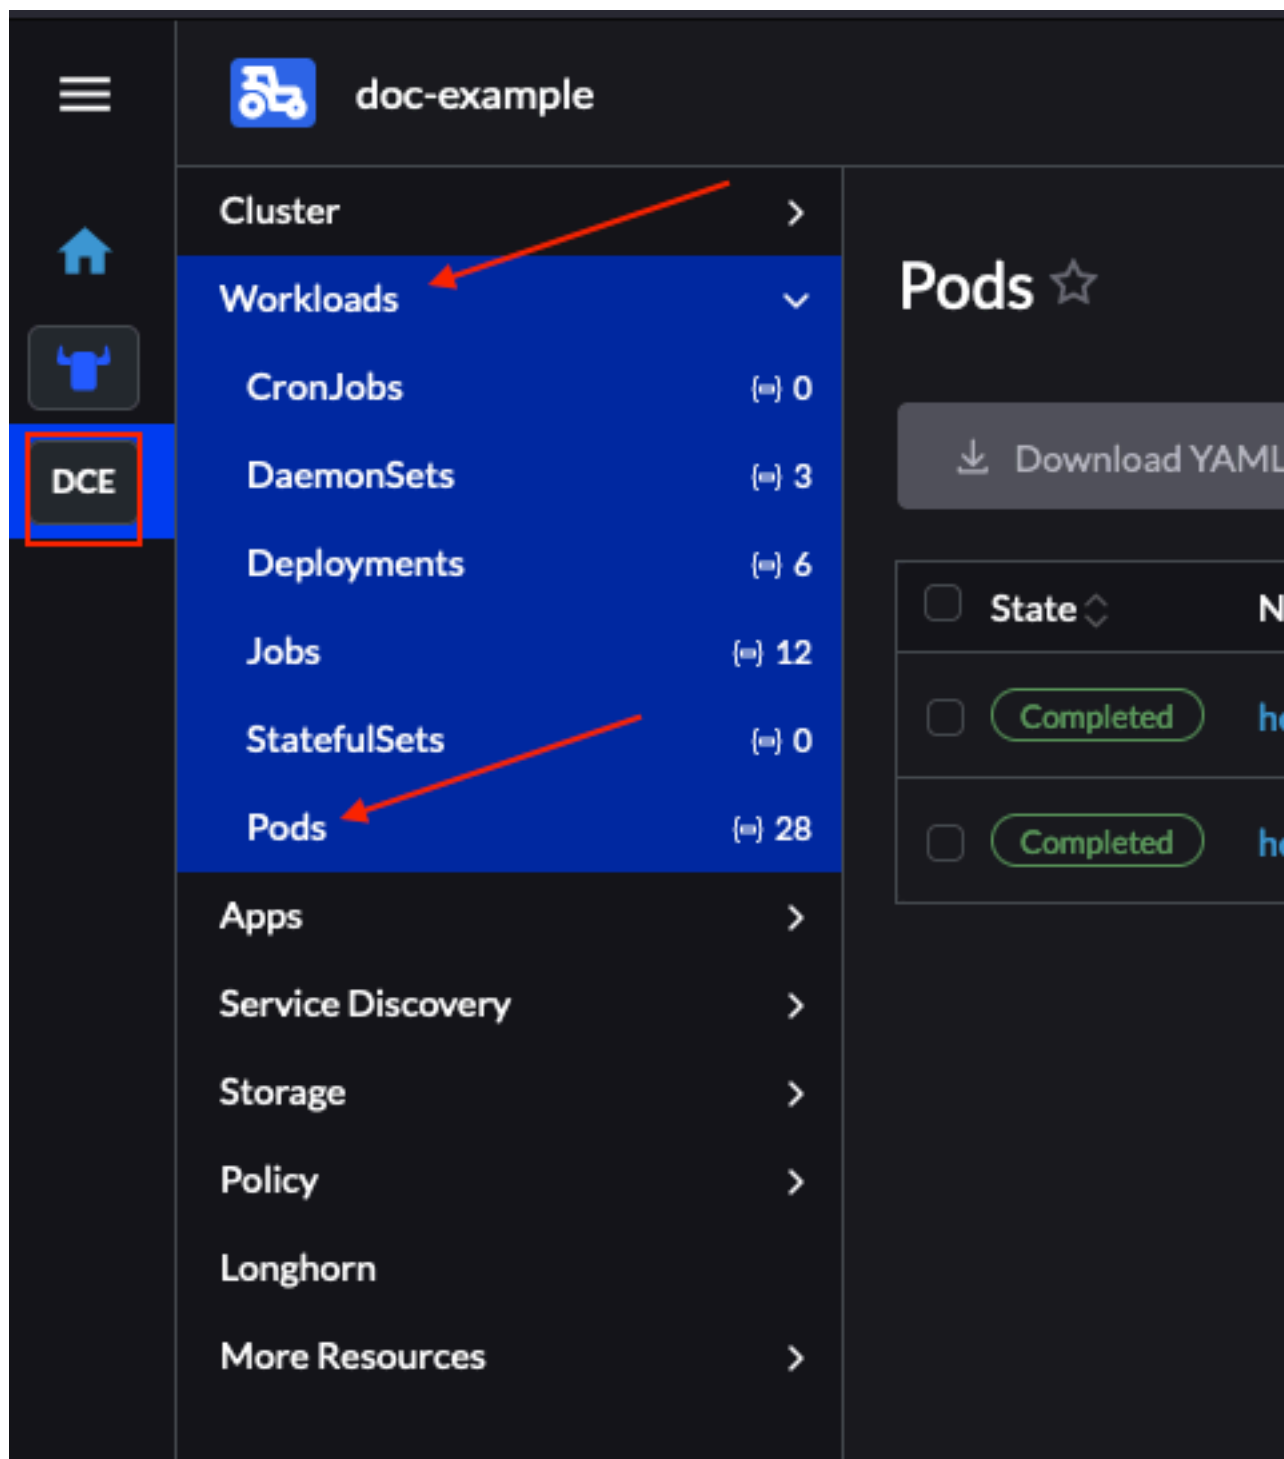 doc-example
DCE
Cluster
Workloads
CronJobs 0
DaemonSets 3
Deployments 6
Jobs 12
StatefulSets 0
Pods 28
Apps
Service Discovery
Storage
Policy
Longhorn
More Resources
Pods
Download YAML
State N
Completed
Completed